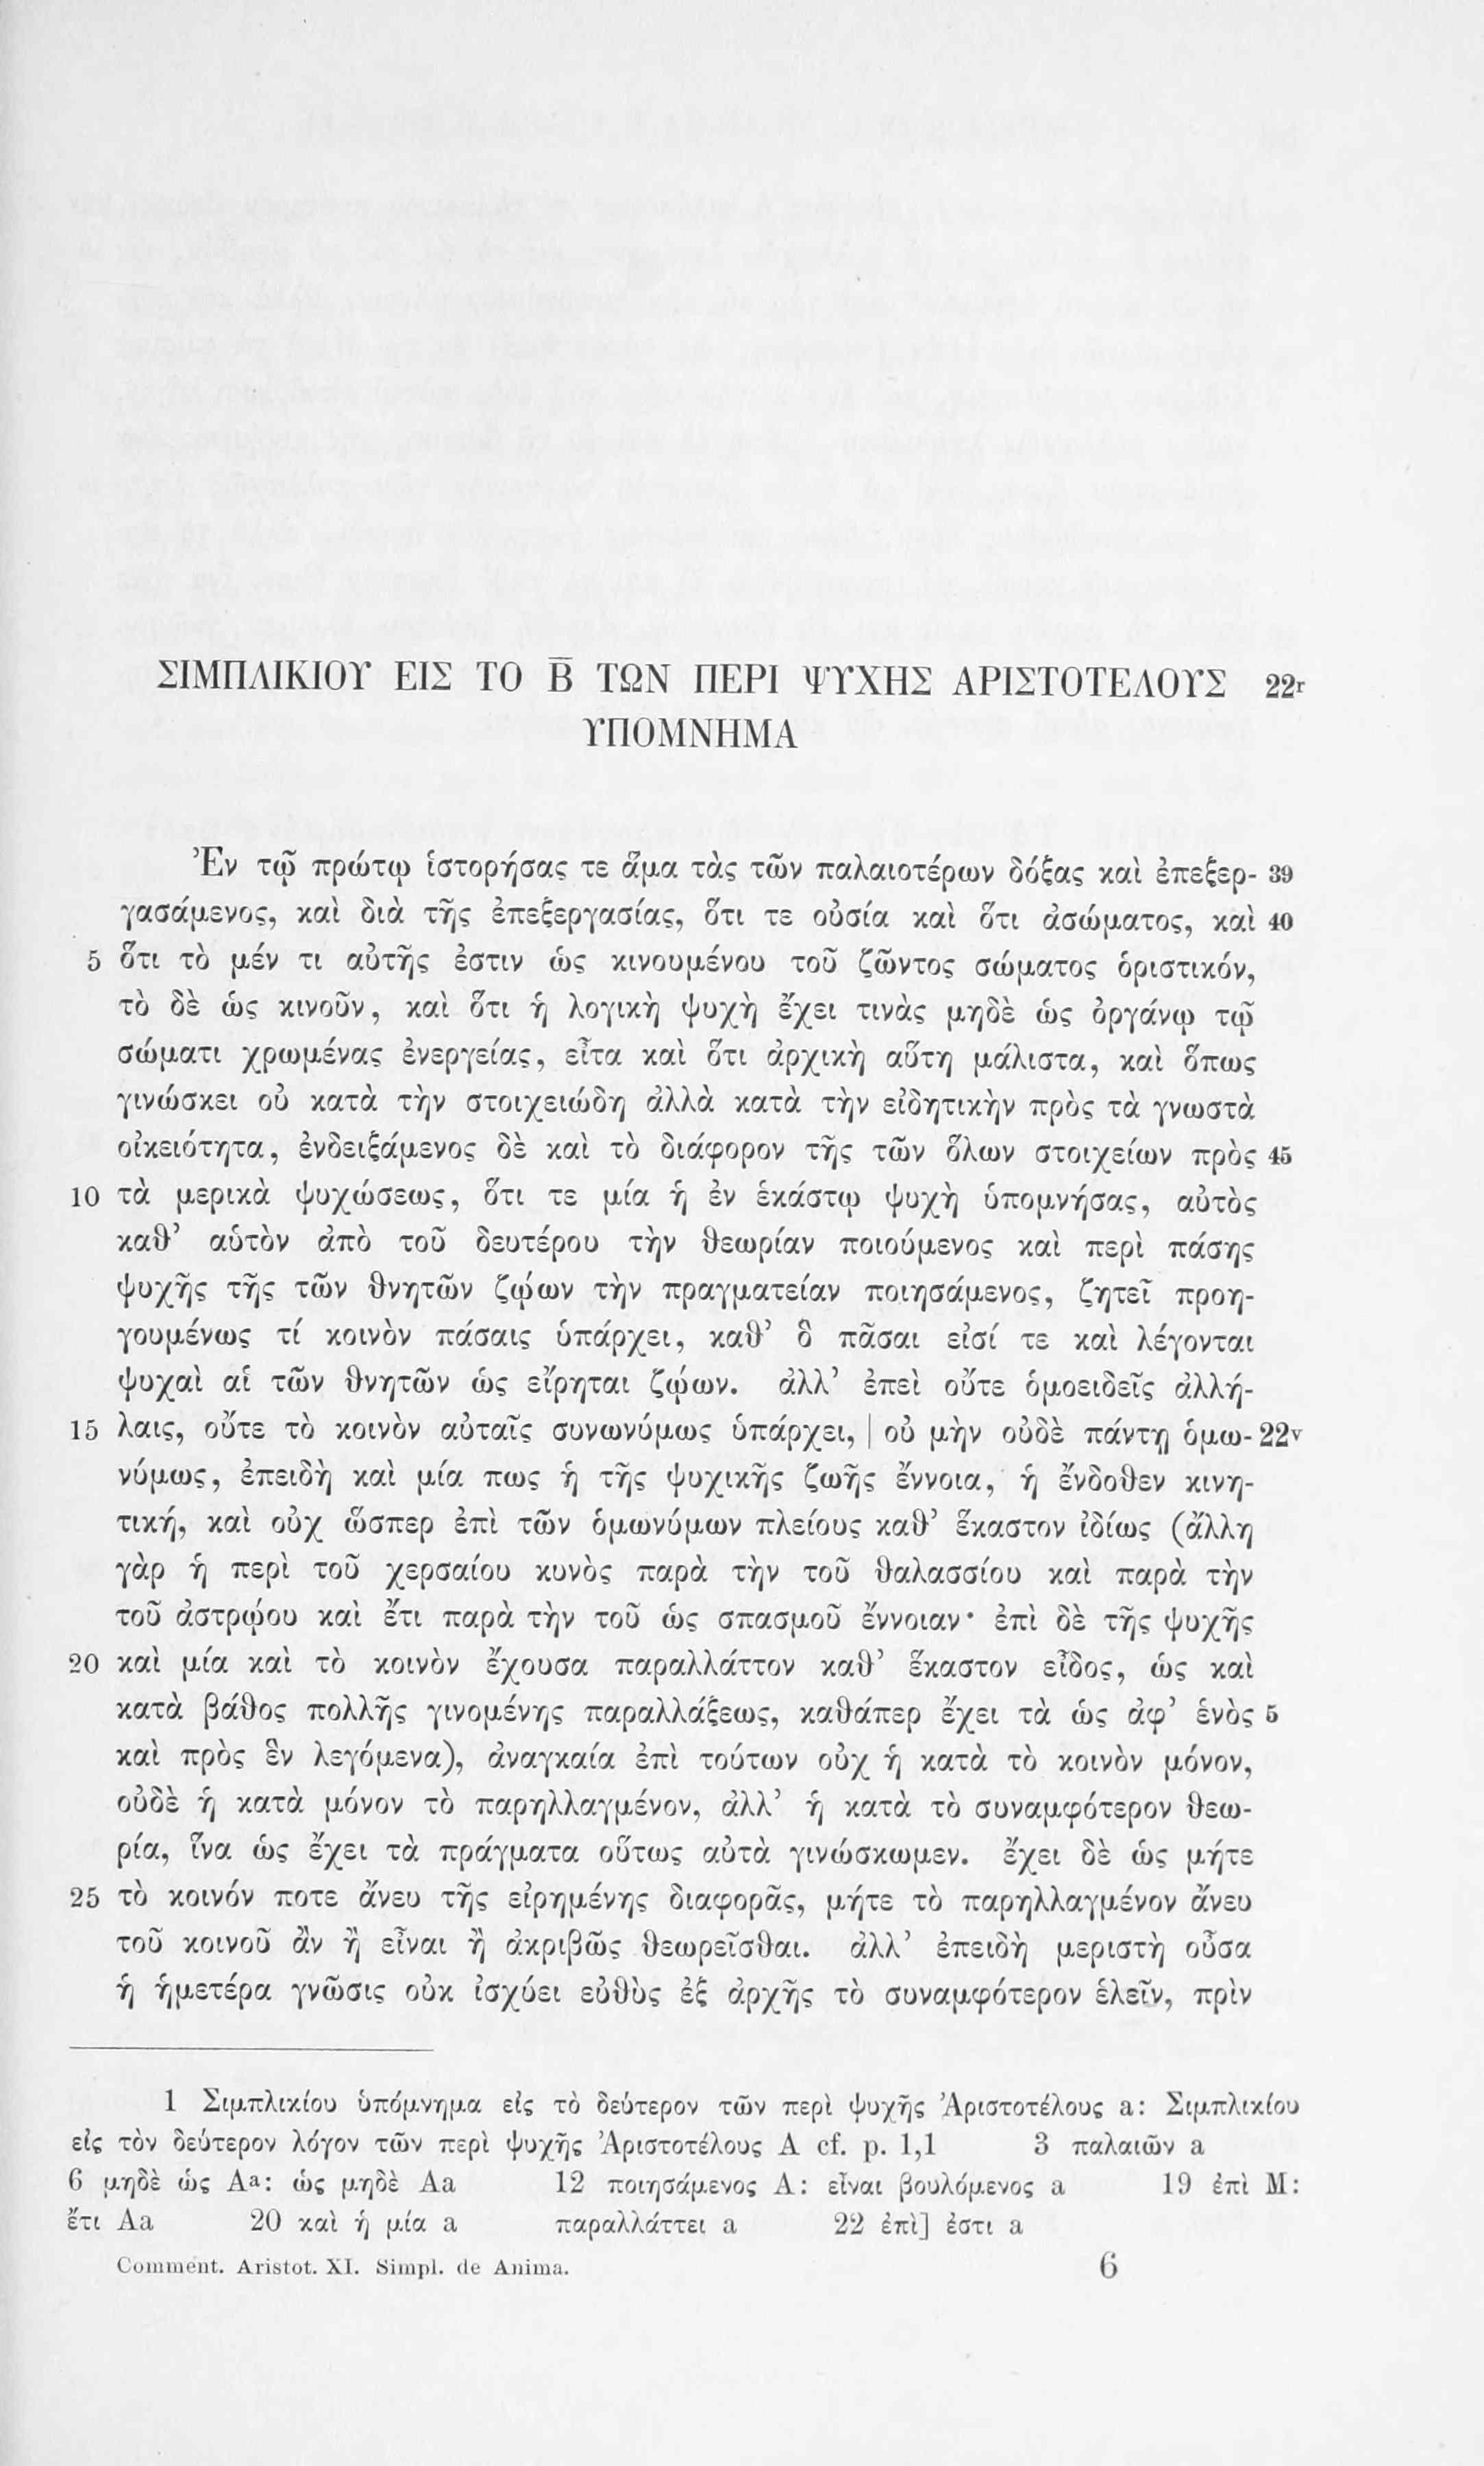 ΣΙΜΠΛΙΚΙΟΥ ΕΙΣ ΤΟ Β̅ ΤΩΝ ΠΕΡΙ ΨΥΧΗΣ ΑΡΙΣΤΟΤΕΛΟΥΣ 22r
ΥΠΟΜΝΗΜΑ
Ἐν τῷ πρώτῳ ἱστορήσας τε ἅμα τὰς τῶν παλαιοτέρων δόξας καὶ ἐπεξερ- 39
γασάμενος, καὶ διὰ τῆς ἐπεξεργασίας, ὅτι τε οὐσία καὶ ὅτι ἀσώματος, καὶ 40
5 ὅτι τὸ μέν τι αὐτῆς ἐστιν ὡς κινουμένου τοῦ ζῶντος σώματος ὁριστικόν,
τὸ δὲ ὡς κινοῦν, καὶ ὅτι ἡ λογικὴ ψυχὴ ἔχει τινὰς μηδὲ ὡς ὀργάνῳ τῷ
σώματι χρωμένας ἐνεργείας, εἶτα καὶ ὅτι ἀρχικὴ αὕτη μάλιστα, καὶ ὅπως
γινώσκει οὐ κατὰ τὴν στοιχειώδη ἀλλὰ κατὰ τὴν εἰδητικὴν πρὸς τὰ γνωστὰ
οἰκειότητα, ἐνδειξάμενος δὲ καὶ τὸ διάφορον τῆς τῶν ὅλων στοιχείων πρὸς 45
10 τὰ μερικὰ ψυχώσεως, ὅτι τε μία ἡ ἐν ἑκάστῳ ψυχὴ ὑπομνήσας, αὐτὸς
καθ’ αὑτὸν ἀπὸ τοῦ δευτέρου τὴν θεωρίαν ποιούμενος καὶ περὶ πάσης
ψυχῆς τῆς τῶν θνητῶν ζῴων τὴν πραγματείαν ποιησάμενος, ζητεῖ προη-
γουμένως τί κοινὸν πάσαις ὑπάρχει, καθ’ ὃ πᾶσαι εἰσί τε καὶ λέγονται
ψυχαὶ αἱ τῶν θνητῶν ὡς εἴρηται ζῴων. ἀλλ’ ἐπεὶ οὔτε ὁμοειδεῖς ἀλλή-
15 λαις, οὔτε τὸ κοινὸν αὐταῖς συνωνύμως ὑπάρχει, | οὐ μὴν οὐδὲ πάντῃ ὁμω- 22v
νύμως, ἐπειδὴ καὶ μία πως ἡ τῆς ψυχικῆς ζωῆς ἔννοια, ἡ ἔνδοθεν κινη-
τική, καὶ οὐχ ὥσπερ ἐπὶ τῶν ὁμωνύμων πλείους καθ’ ἕκαστον ἰδίως (ἄλλη
γὰρ ἡ περὶ τοῦ χερσαίου κυνὸς παρὰ τὴν τοῦ θαλασσίου καὶ παρὰ τὴν
τοῦ ἀστρῴου καὶ ἔτι παρὰ τὴν τοῦ ὡς σπασμοῦ ἔννοιαν· ἐπὶ δὲ τῆς ψυχῆς
20 καὶ μία καὶ τὸ κοινὸν ἔχουσα παραλλάττον καθ’ ἕκαστον εἶδος, ὡς καὶ
κατὰ βάθος πολλῆς γινομένης παραλλάξεως, καθάπερ ἔχει τὰ ὡς ἀφ’ ἑνὸς 5
καὶ πρὸς ἓν λεγόμενα), ἀναγκαία ἐπὶ τούτων οὐχ ἡ κατὰ τὸ κοινὸν μόνον,
οὐδὲ ἡ κατὰ μόνον τὸ παρηλλαγμένον, ἀλλ’ ἡ κατὰ τὸ συναμφότερον θεω-
ρία, ἵνα ὡς ἔχει τὰ πράγματα οὕτως αὐτὰ γινώσκωμεν. ἔχει δὲ ὡς μήτε
25 τὸ κοινόν ποτε ἄνευ τῆς εἰρημένης διαφορᾶς, μήτε τὸ παρηλλαγμένον ἄνευ
τοῦ κοινοῦ ἂν ἢ εἶναι ἢ ἀκριβῶς θεωρεῖσθαι. ἀλλ’ ἐπειδὴ μεριστὴ οὖσα
ἡ ἡμετέρα γνῶσις οὐκ ἰσχύει εὐθὺς ἐξ ἀρχῆς τὸ συναμφότερον ἑλεῖν, πρὶν
1 Σιμπλικίου ὑπόμνημα εἰς τὸ δεύτερον τῶν περὶ ψυχῆς Ἀριστοτέλους a: Σιμπλικίου
εἰς τὸν δεύτερον λόγον τῶν περὶ ψυχῆς Ἀριστοτέλους A cf. p. 1,1 3 παλαιῶν a
6 μηδὲ ὡς Aa: ὡς μηδὲ Aa 12 ποιησάμενος A: εἶναι βουλόμενος a 19 ἐπὶ M:
ἔτι Aa 20 καὶ ἡ μία a παραλλάττει a 22 ἐπὶ] ἐστι a
Comment. Aristot. XI. Simpl. de Anima. 6